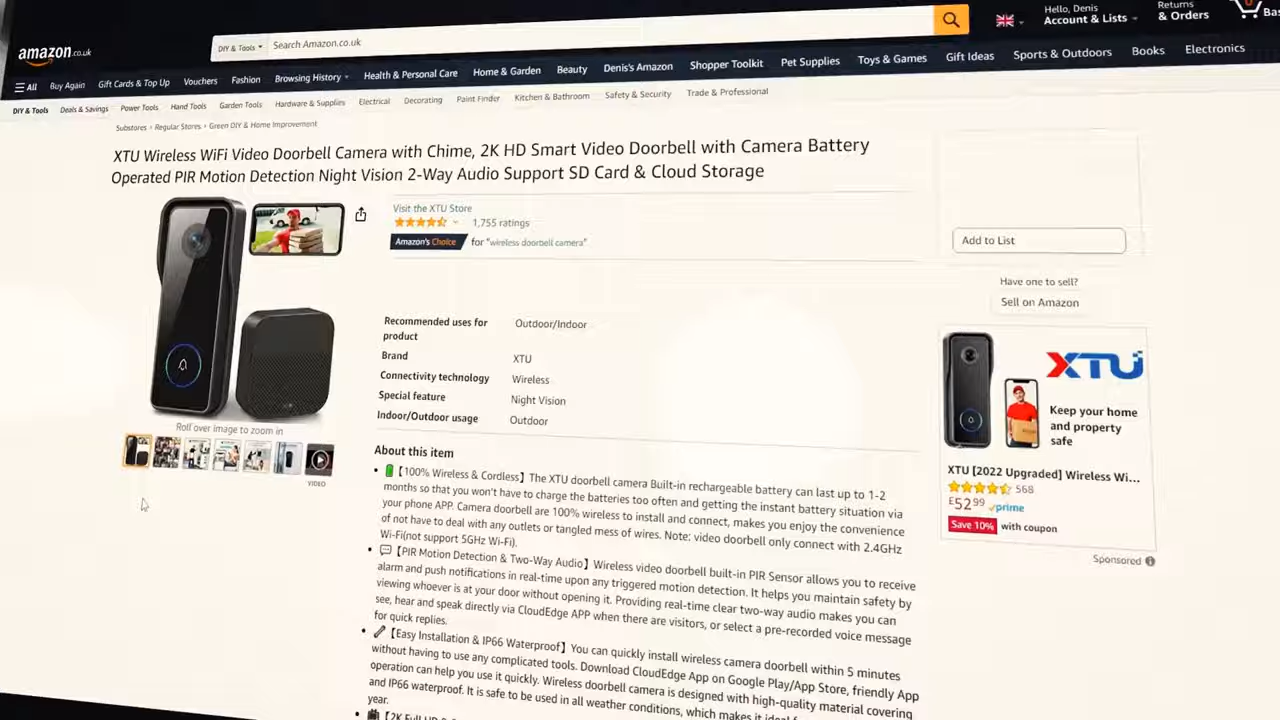 Hello, Denis
Account & Lists
Returns
& Orders
0
amazon.co.uk
DIY & Tools
Search Amazon.co.uk
All
Buy Again
Gift Cards & Top Up
Vouchers
Fashion
Browsing History
Health & Personal Care
Home & Garden
Beauty
Denis's Amazon
Shopper Toolkit
Pet Supplies
Toys & Games
Gift Ideas
Sports & Outdoors
Books
Electronics
DIY & Tools
Deals & Savings
Power Tools
Hand Tools
Garden Tools
Hardware & Supplies
Electrical
Decorating
Paint Finder
Kitchen & Bathroom
Safety & Security
Trade & Professional
Substores › Regular Stores › Green DIY & Home Improvement
XTU Wireless WiFi Video Doorbell Camera with Chime, 2K HD Smart Video Doorbell with Camera Battery
Operated PIR Motion Detection Night Vision 2-Way Audio Support SD Card & Cloud Storage
Visit the XTU Store
1,755 ratings
Amazon's Choice for "wireless doorbell camera"
Add to List
Have one to sell?
Sell on Amazon
Recommended uses for product Outdoor/Indoor
Brand XTU
Connectivity technology Wireless
Special feature Night Vision
Indoor/Outdoor usage Outdoor
Roll over image to zoom in
VIDEO
About this item
• 【100% Wireless & Cordless】The XTU doorbell camera Built-in rechargeable battery can last up to 1-2
months so that you won't have to charge the batteries too often and getting the instant battery situation via
your phone APP. Camera doorbell are 100% wireless to install and connect, makes you enjoy the convenience
of not have to deal with any outlets or tangled mess of wires. Note: video doorbell only connect with 2.4GHz
Wi-Fi(not support 5GHz Wi-Fi).
• 【PIR Motion Detection & Two-Way Audio】Wireless video doorbell built-in PIR Sensor allows you to receive
alarm and push notifications in real-time upon any triggered motion detection. It helps you maintain safety by
viewing whoever is at your door without opening it. Providing real-time clear two-way audio makes you can
see, hear and speak directly via CloudEdge APP when there are visitors, or select a pre-recorded voice message
for quick replies.
• 【Easy Installation & IP66 Waterproof】You can quickly install wireless camera doorbell within 5 minutes
without having to use any complicated tools. Download CloudEdge App on Google Play/App Store, friendly App
operation can help you use it quickly. Wireless doorbell camera is designed with high-quality material covering
and IP66 waterproof. It is safe to be used in all weather conditions, which makes it ideal
year.
• 【2K Full HD &
XTU
Keep your home
and property
safe
XTU [2022 Upgraded] Wireless Wi...
568
£52.99 prime
Save 10% with coupon
Sponsored